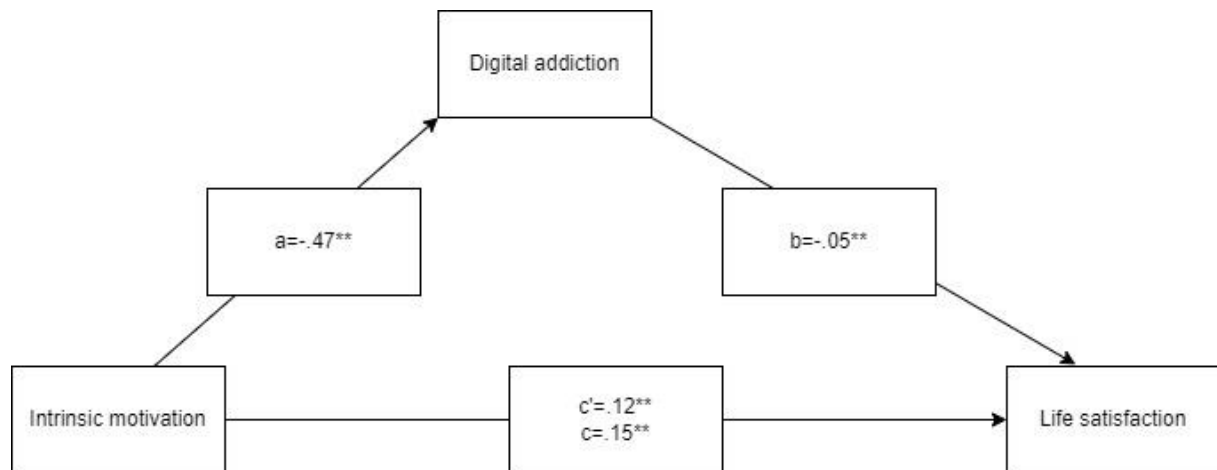 Digital addiction
a=-.47**
b=-.05**
Intrinsic motivation
c'=.12**
c=.15**
Life satisfaction